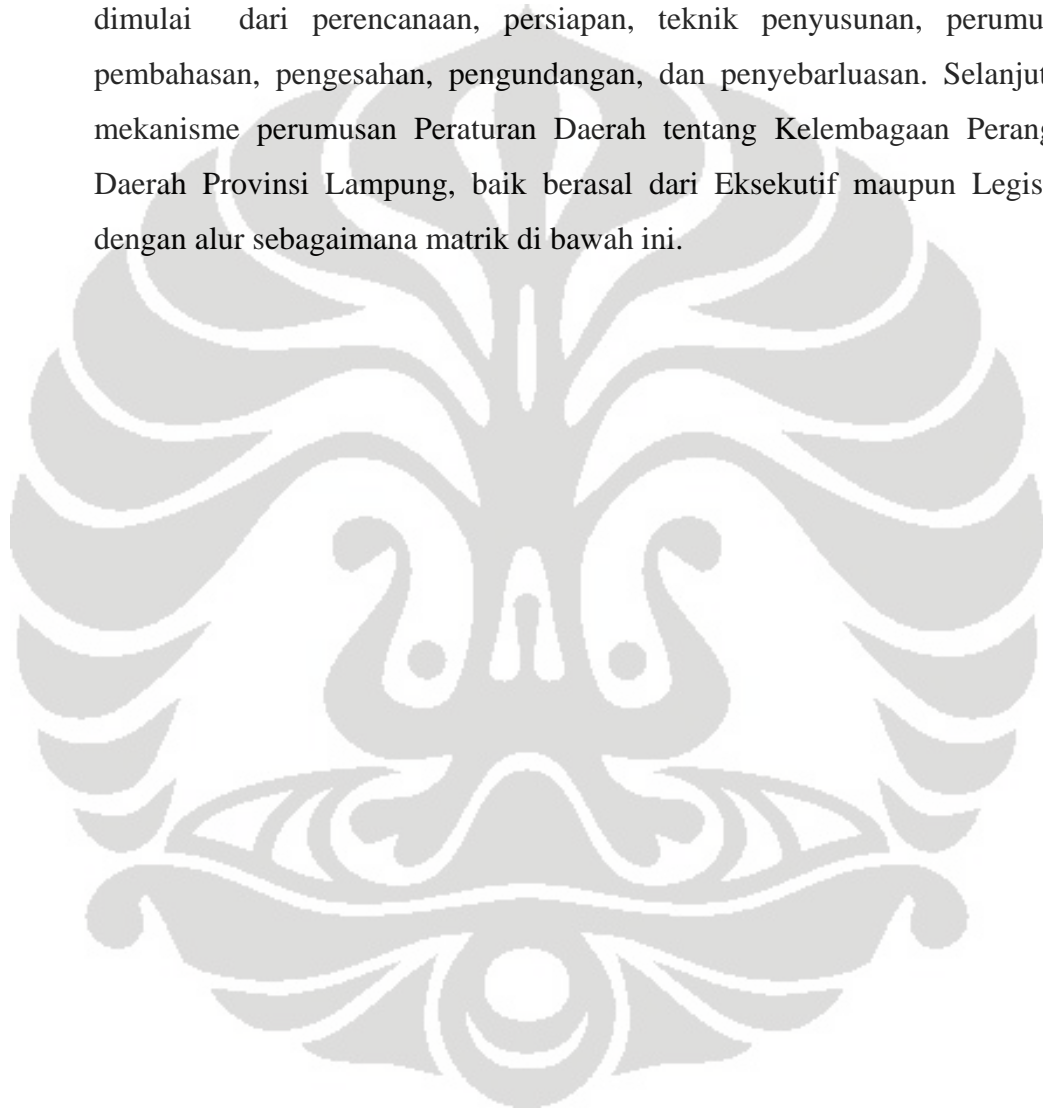 dimulai dari perencanaan, persiapan, teknik penyusunan, perumu
pembahasan, pengesahan, pengundangan, dan penyebarluasan. Selanjut
mekanisme perumusan Peraturan Daerah tentang Kelembagaan Perang
Daerah Provinsi Lampung, baik berasal dari Eksekutif maupun Legis
dengan alur sebagaimana matrik di bawah ini.